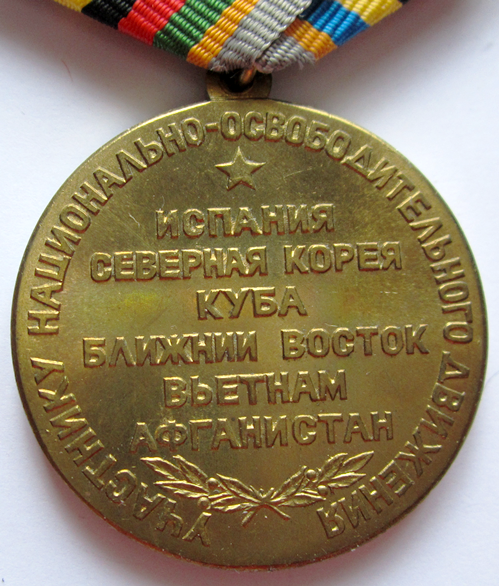 УЧАСТНИКУ НАЦИОНАЛЬНО-ОСВОБОДИТЕЛЬНОГО ДВИЖЕНИЯ
ИСПАНИЯ
СЕВЕРНАЯ КОРЕЯ
КУБА
БЛИЖНИЙ ВОСТОК
ВЬЕТНАМ
АФГАНИСТАН